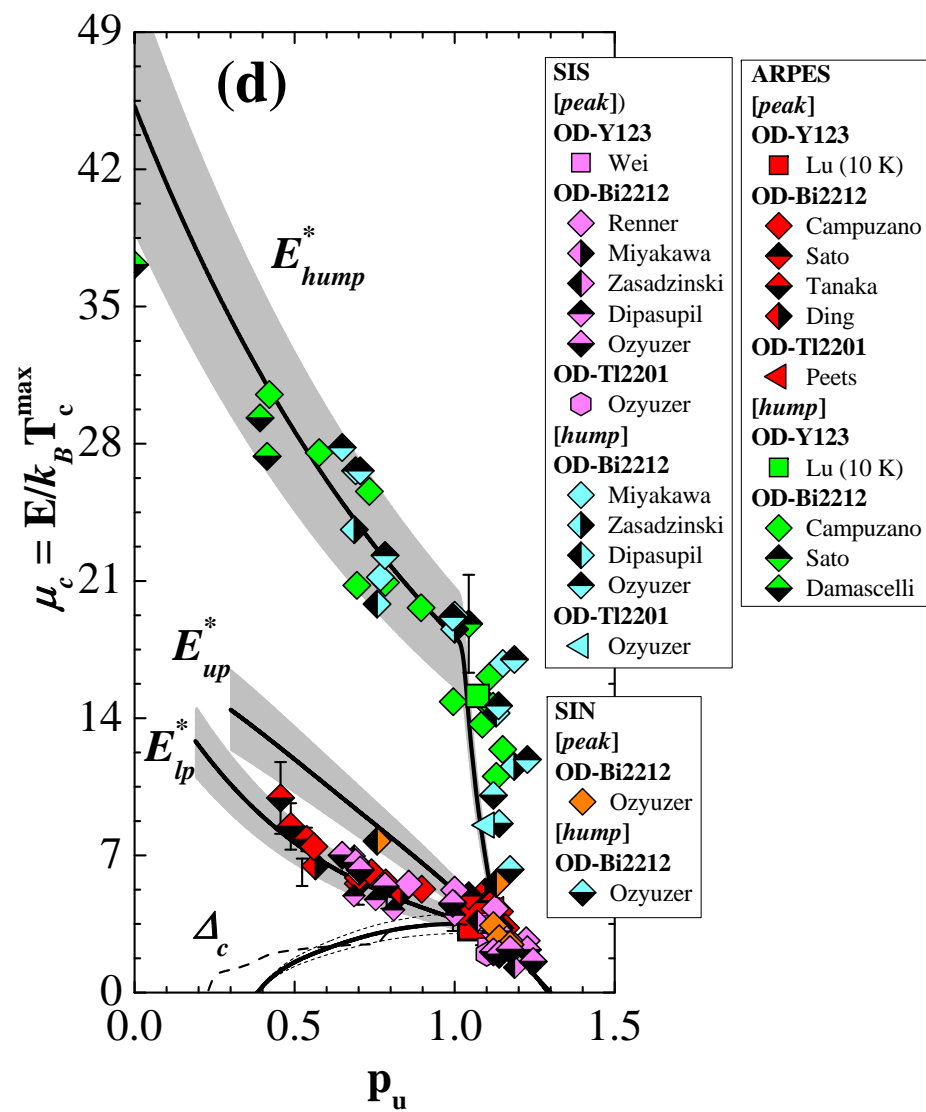 (d)
49
42
35
28
21
14
7
0
μc = E/kB Tc^max
E*hump
E*up
E*lp
Δc
0.0
0.5
1.0
1.5
pu
SIS
[peak])
OD-Y123
Wei
OD-Bi2212
Renner
Miyakawa
Zasadzinski
Dipasupil
Ozyuzer
OD-Tl2201
Ozyuzer
[hump]
OD-Bi2212
Miyakawa
Zasadzinski
Dipasupil
Ozyuzer
OD-Tl2201
Ozyuzer
ARPES
[peak]
OD-Y123
Lu (10 K)
OD-Bi2212
Campuzano
Sato
Tanaka
Ding
OD-Tl2201
Peets
[hump]
OD-Y123
Lu (10 K)
OD-Bi2212
Campuzano
Sato
Damascelli
SIN
[peak]
OD-Bi2212
Ozyuzer
[hump]
OD-Bi2212
Ozyuzer